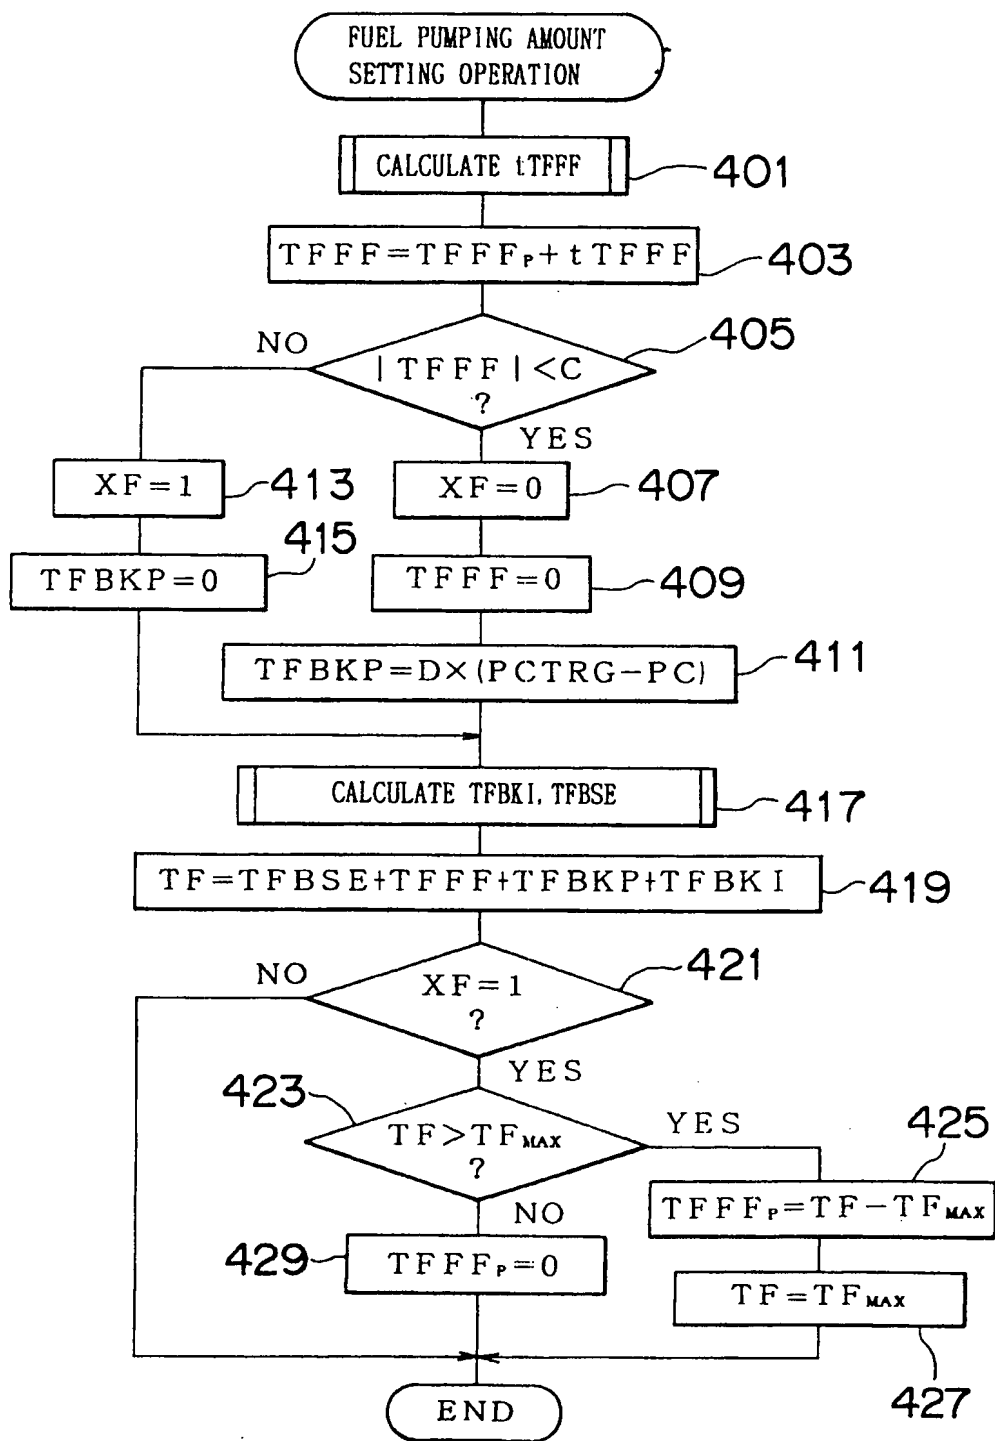 FUEL PUMPING AMOUNT
SETTING OPERATION
CALCULATE tTFFF
401
TFFF=TFFFP+tTFFF
403
405
NO
|TFFF|<C
?
YES
XF=1
413
XF=0
407
415
TFBKP=0
TFFF=0
409
TFBKP=D×(PCTRG-PC)
411
CALCULATE TFBKI, TFBSE
417
TF=TFBSE+TFFF+TFBKP+TFBKI
419
421
NO
XF=1
?
YES
423
TF>TFMAX
?
YES
425
TFFFP=TF-TFMAX
NO
429
TFFFP=0
TF=TFMAX
427
END